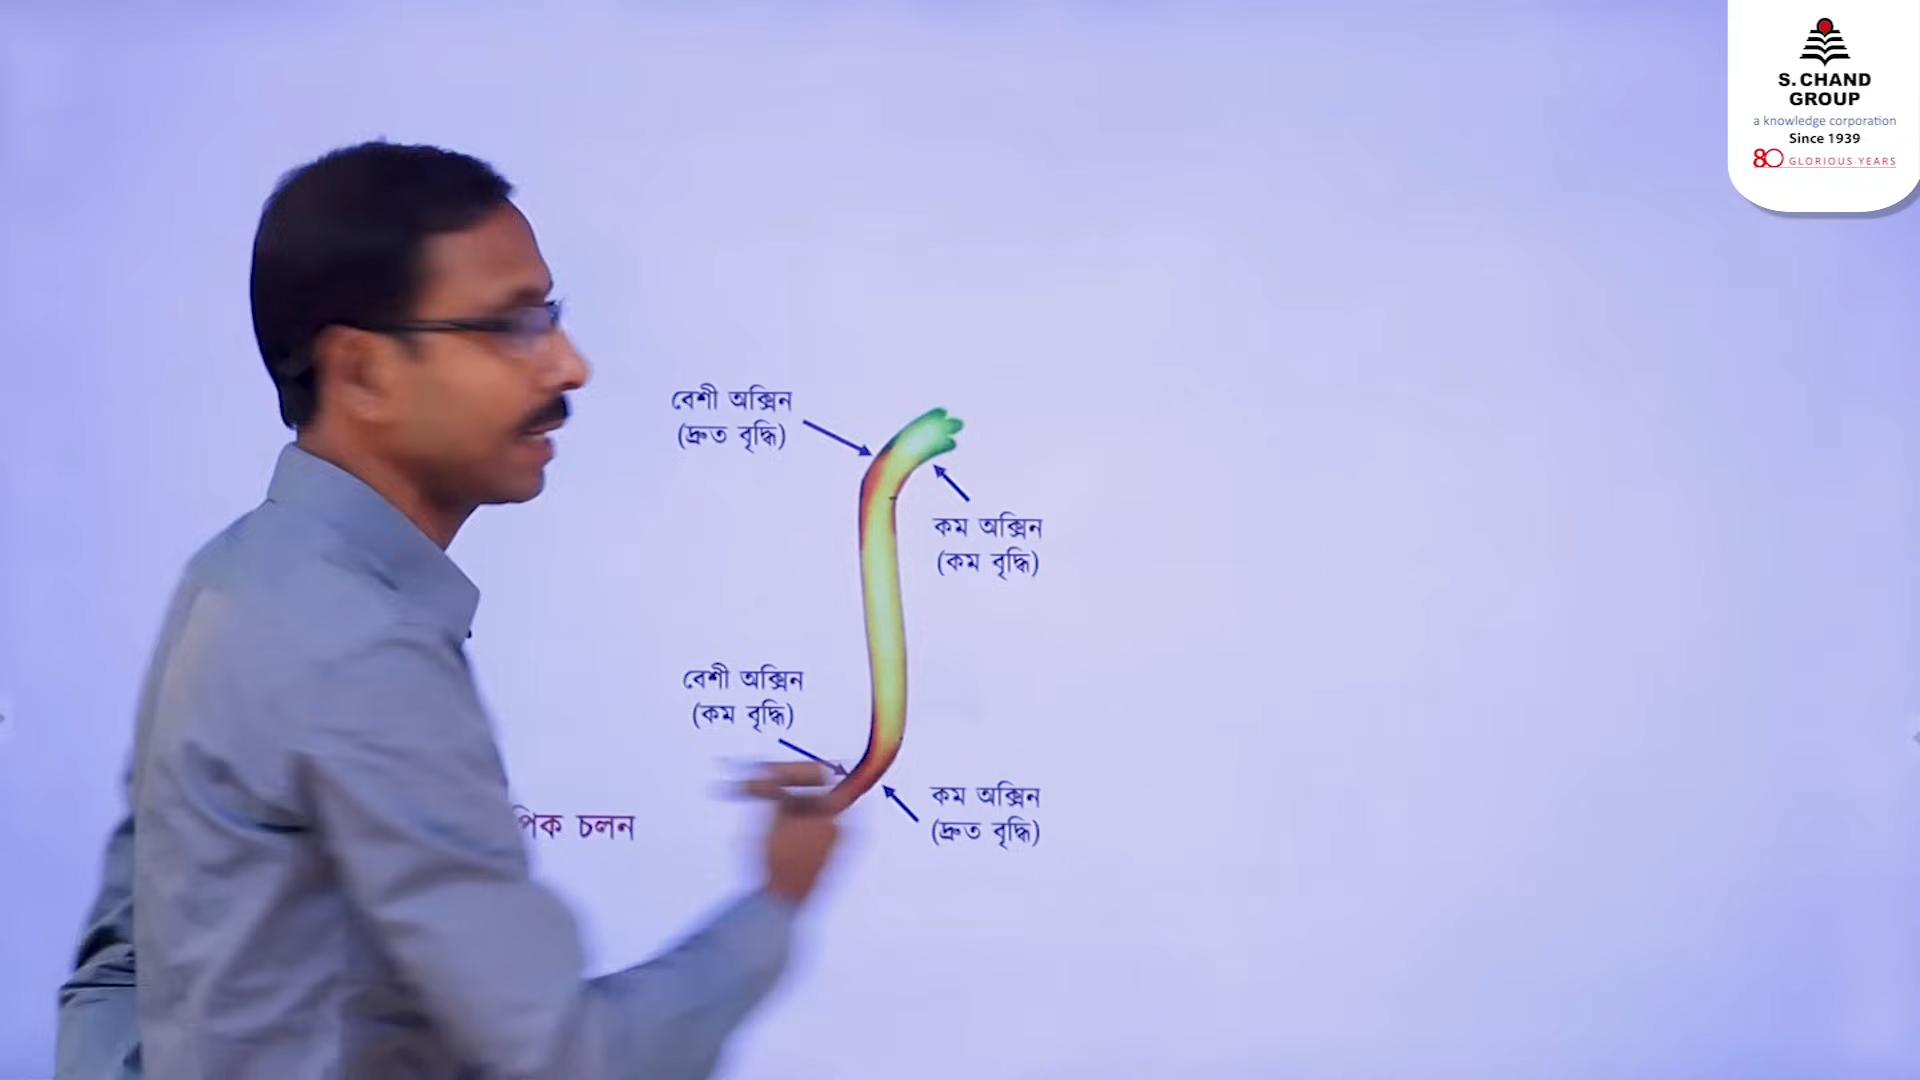 S. CHAND
GROUP
a knowledge corporation
Since 1939
80 GLORIOUS YEARS
বেশী অক্সিন
(দ্রুত বৃদ্ধি)
কম অক্সিন
(কম বৃদ্ধি)
বেশী অক্সিন
(কম বৃদ্ধি)
কম অক্সিন
(দ্রুত বৃদ্ধি)
চলন